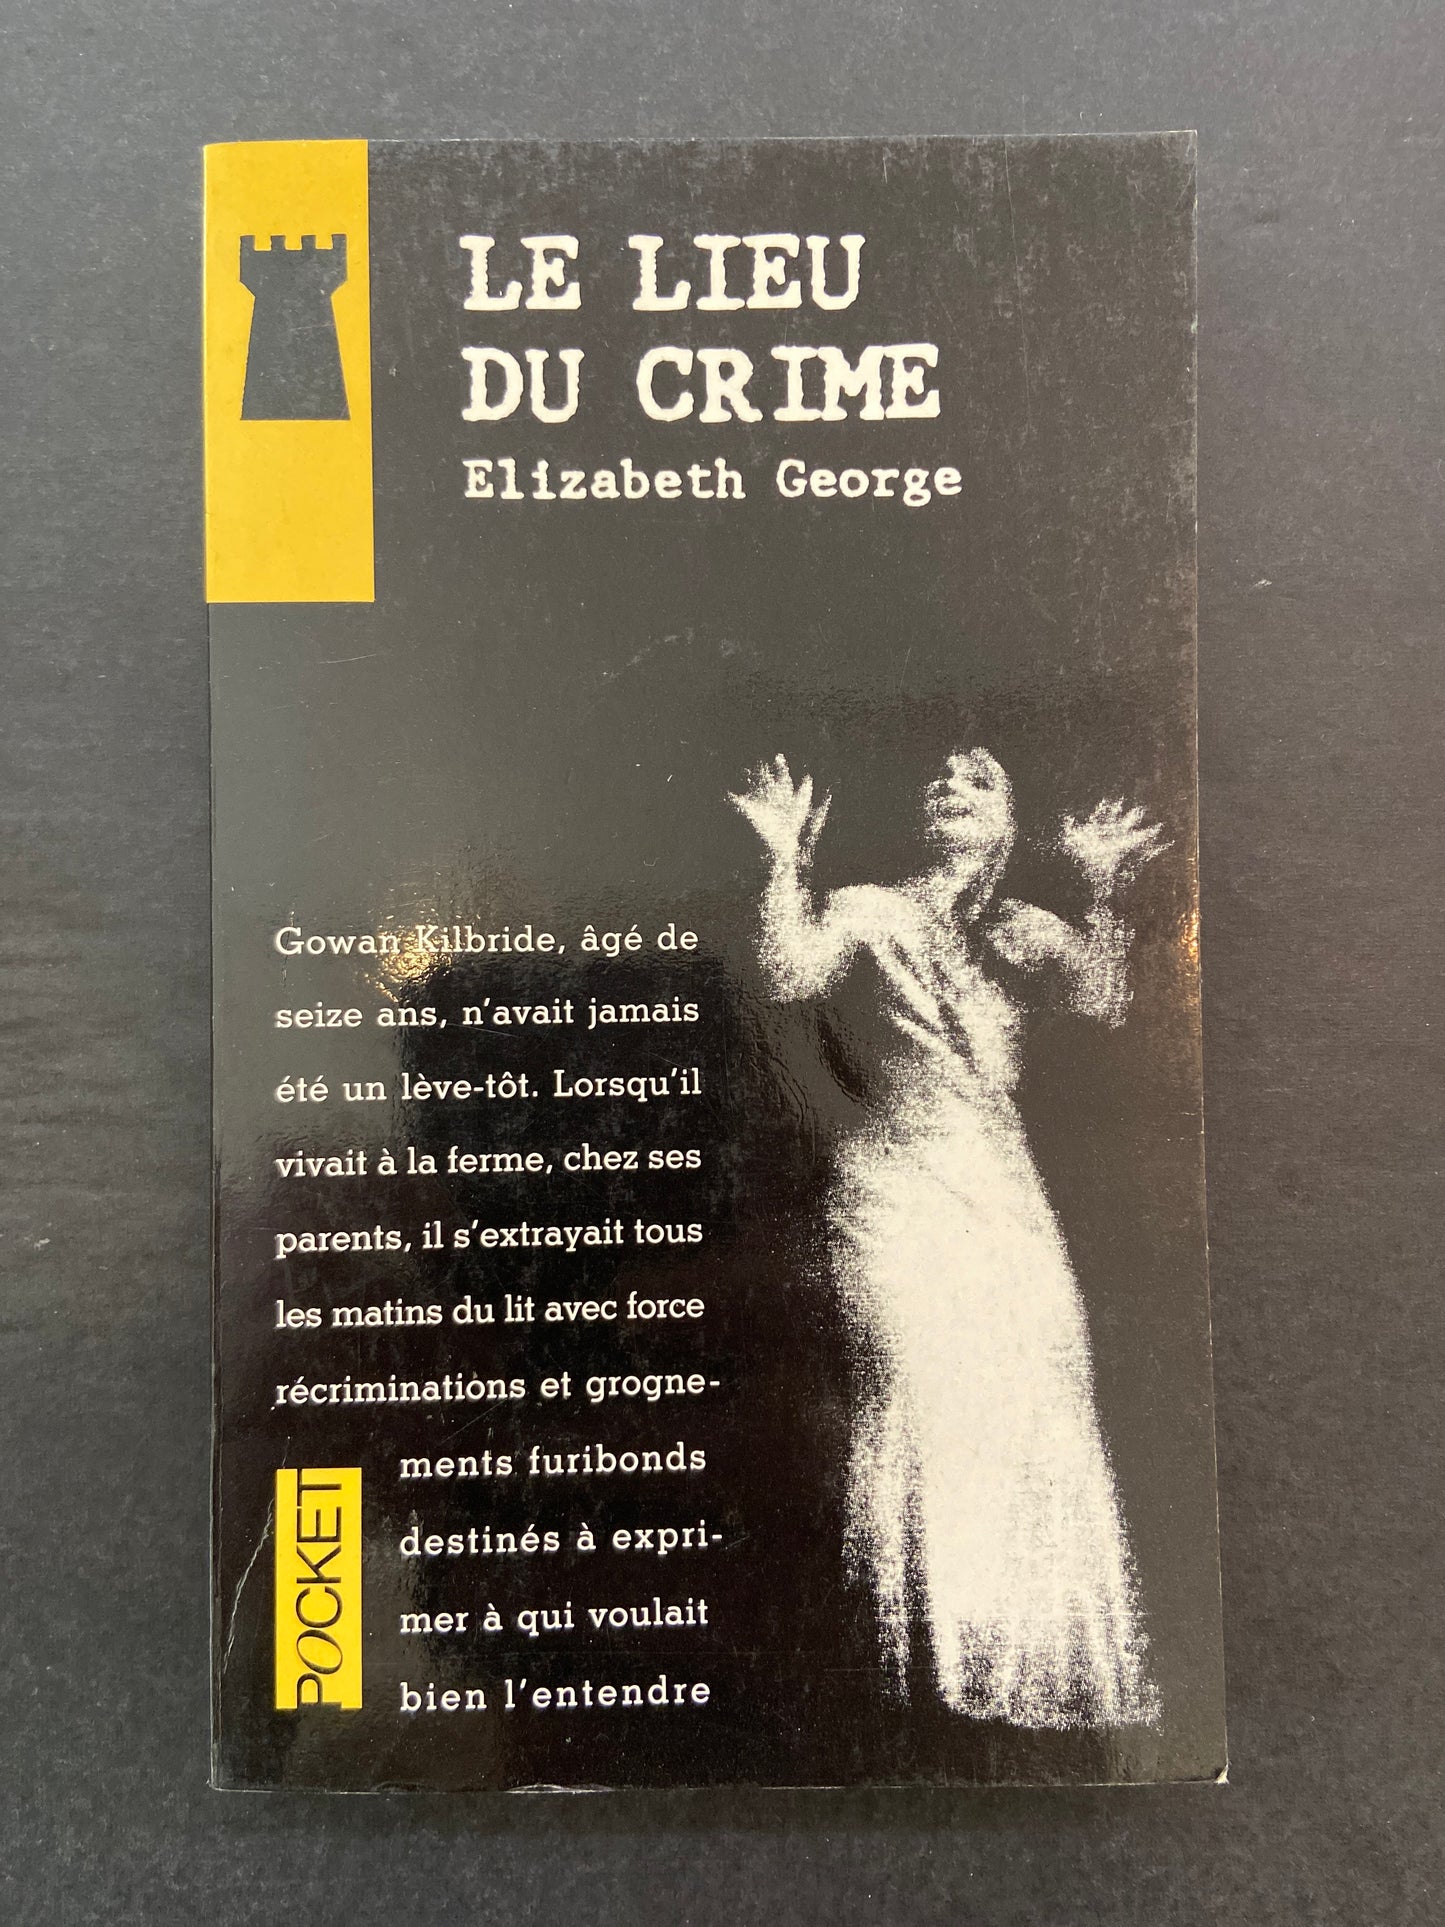 LE LIEU
DU CRIME
Elizabeth George
Gowan Kilbride, âgé de
seize ans, n'avait jamais
été un lève-tôt. Lorsqu'il
vivait à la ferme, chez ses
parents, il s'extrayait tous
les matins du lit avec force
récriminations et grogne-
ments furibonds
destinés à expri-
mer à qui voulait
bien l'entendre
POCKET